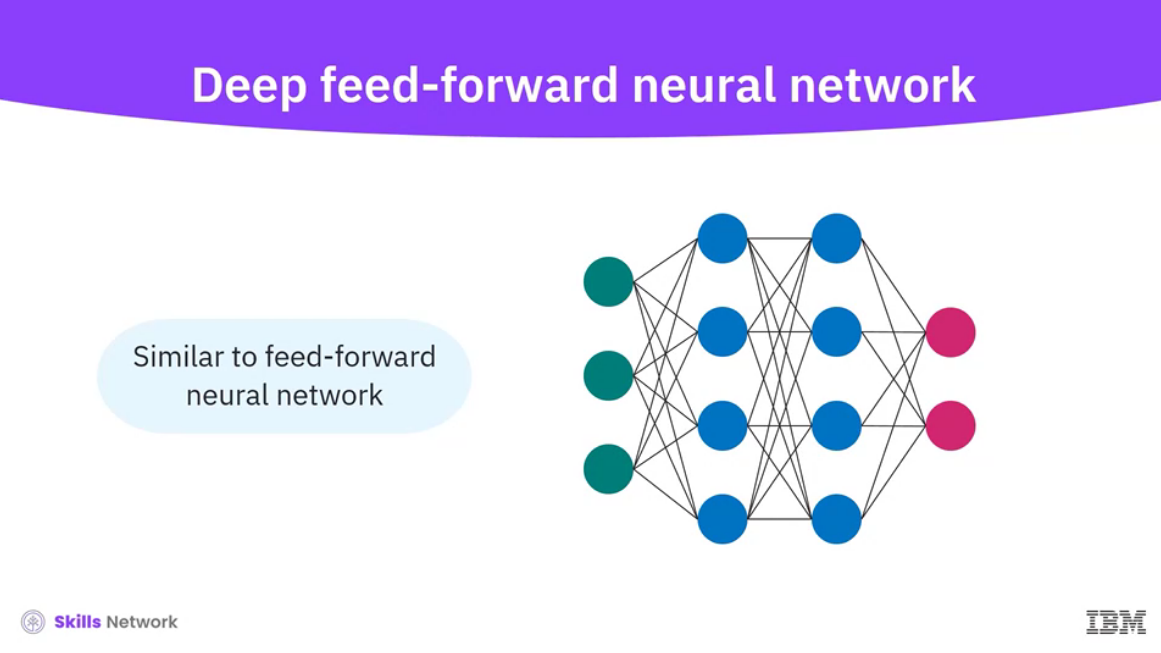 Deep feed-forward neural network
Similar to feed-forward
neural network
Skills Network
IBM